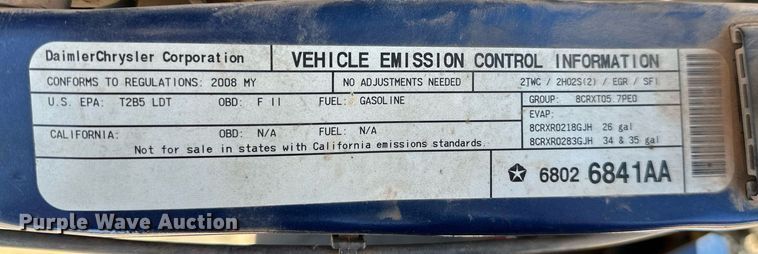 DaimlerChrysler Corporation
VEHICLE EMISSION CONTROL INFORMATION
CONFORMS TO REGULATIONS: 2008 MY
NO ADJUSTMENTS NEEDED
2TWC / 2HO2S(2) / EGR / SFI
U.S. EPA: T2B5 LDT OBD: F II FUEL: GASOLINE
GROUP: 8CRXT05.7PE0
EVAP:
8CRXR0218GJH 26 gal
8CRXR0283GJH 34 & 35 gal
CALIFORNIA: OBD: N/A FUEL: N/A
Not for sale in states with California emissions standards.
6802 6841AA
Purple Wave Auction